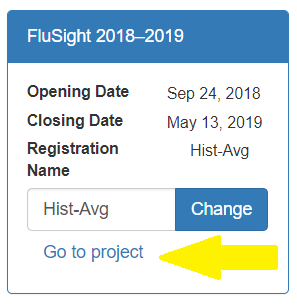 FluSight 2018–2019
Opening Date Sep 24, 2018
Closing Date May 13, 2019
Registration Hist-Avg
Name
Hist-Avg Change
Go to project